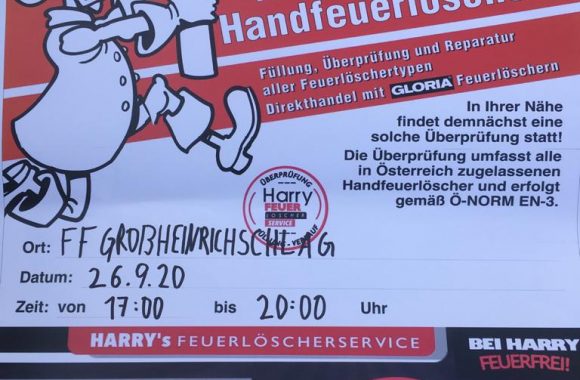 Handfeuerlöscher
Füllung, Überprüfung und Reparatur
aller Feuerlöschertypen
Direkthandel mit GLORIA Feuerlöschern
In Ihrer Nähe
findet demnächst eine
solche Überprüfung statt!
Die Überprüfung umfasst alle
in Österreich zugelassenen
Handfeuerlöscher und erfolgt
gemäß Ö-NORM EN-3.
ÜBERPRÜFUNG
Harry
FEUER
LÖSCHER
SERVICE
FÜLLUNG - VERKAUF
Ort: FF GROßHEINRICHSCHLAG
Datum: 26.9.20
Zeit: von 17:00 bis 20:00 Uhr
HARRY's FEUERLÖSCHERSERVICE
BEI HARRY
FEUERFREI!